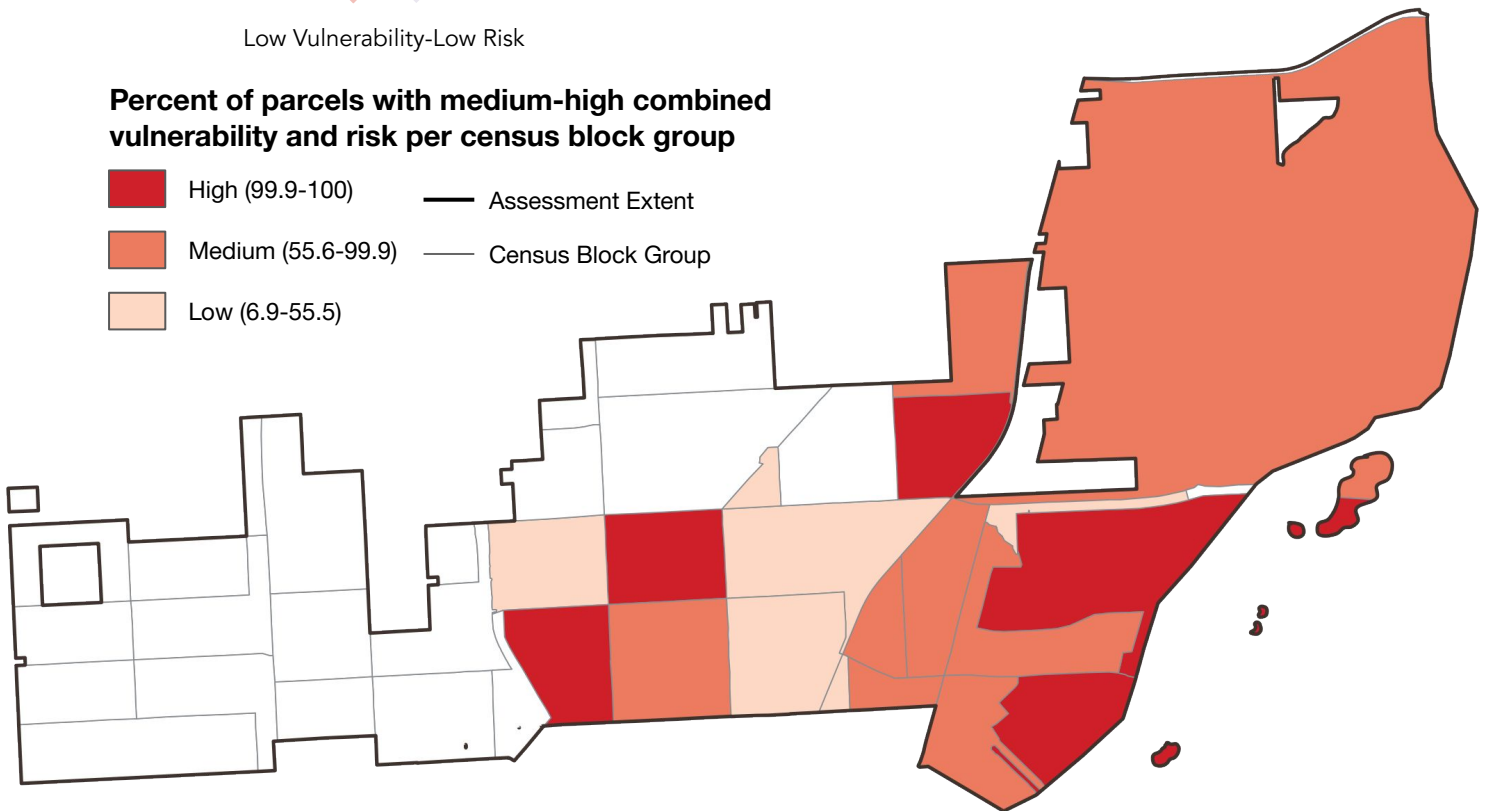 Low Vulnerability-Low Risk
Percent of parcels with medium-high combined
vulnerability and risk per census block group
High (99.9-100)
Medium (55.6-99.9)
Low (6.9-55.5)
Assessment Extent
Census Block Group